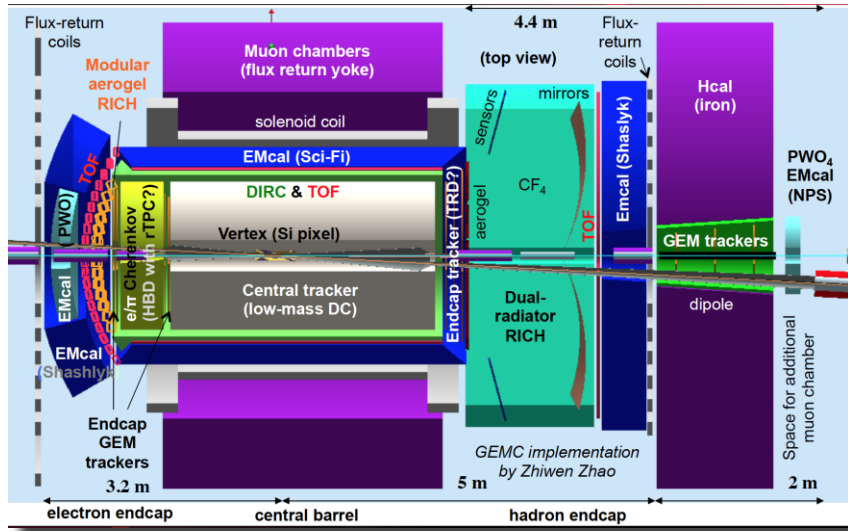 Flux-return
coils
4.4 m
Flux-
return
coils
Muon chambers
(flux return yoke)
(top view)
Modular
aerogel
RICH
Hcal
(iron)
mirrors
sensors
solenoid coil
TOF
EMcal (Sci-Fi)
Emcal (Shaslyk)
PWO4
EMcal
(NPS)
DIRC & TOF
CF4
aerogel
TOF
EMcal (PWO)
e/π Cherenkov
(HBD with rTPC?)
Vertex (Si pixel)
Endcap tracker (TRD?)
GEM trackers
Central tracker
(low-mass DC)
Dual-
radiator
RICH
dipole
EMcal
(Shashlyk
Space for additional
muon chamber
Endcap
GEM
trackers
GEMC implementation
by Zhiwen Zhao
3.2 m
5 m
2 m
electron endcap
central barrel
hadron endcap